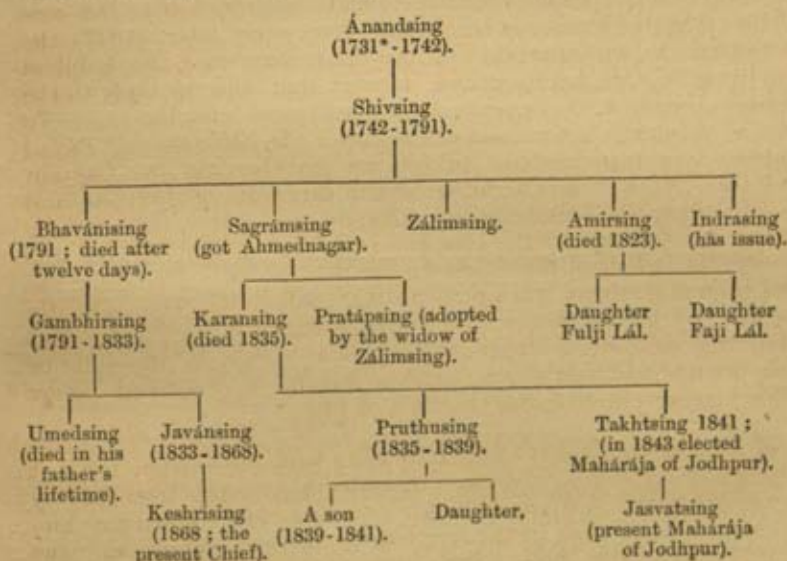 Ánandsing
(1731*-1742).
Shivsing
(1742-1791).
Bhavánising
(1791 ; died after
twelve days).
Sagrámsing
(got Ahmednagar).
Zálimsing.
Amirsing
(died 1823).
Indrasing
(has issue).
Gambhirsing
(1791-1833).
Karansing
(died 1835).
Pratápsing (adopted
by the widow of
Zálimsing).
Daughter
Fulji Lál.
Daughter
Faji Lál.
Umedsing
(died in his
father's
lifetime).
Javánsing
(1833-1868).
Pruthusing
(1835-1839).
Takhtsing 1841 ;
(in 1843 elected
Mahárája of Jodhpur).
Keshrising
(1868 ; the
present Chief).
A son
(1839-1841).
Daughter.
Jasvatsing
(present Mahárája
of Jodhpur).